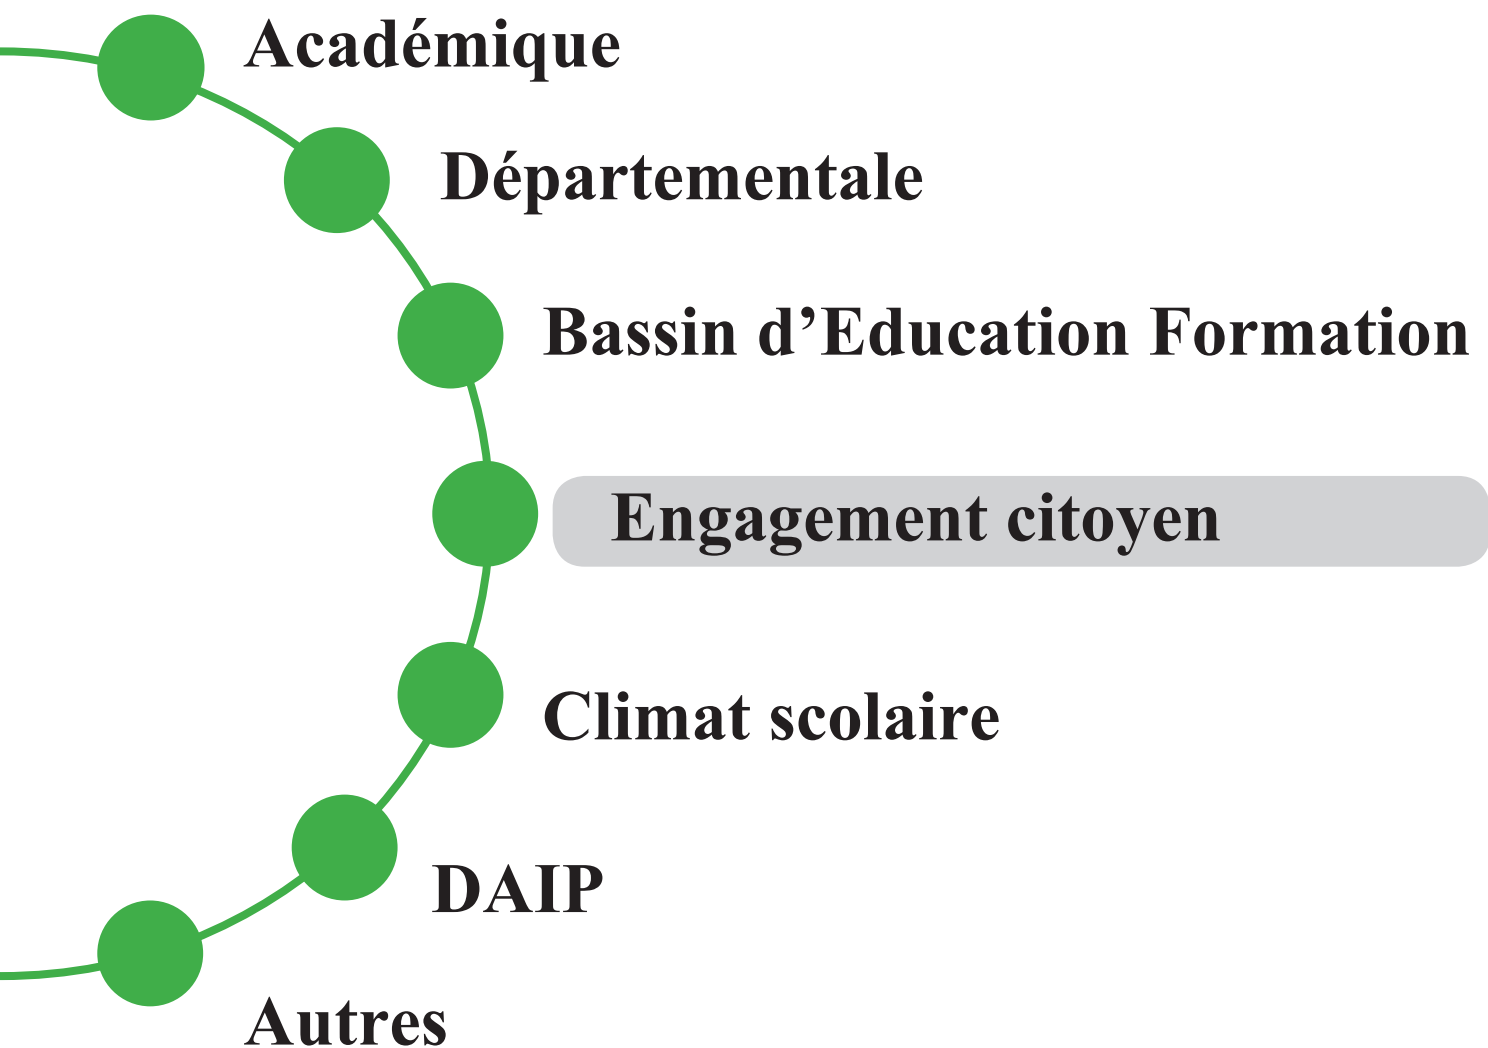 Académique
Départementale
Bassin d’Education Formation
Engagement citoyen
Climat scolaire
DAIP
Autres